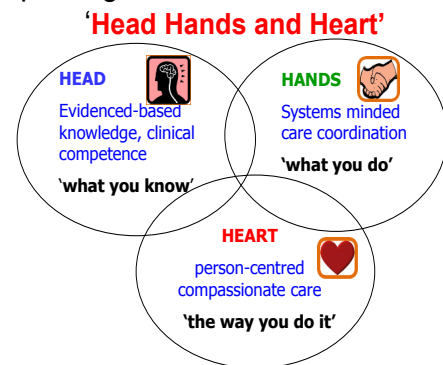 ‘Head Hands and Heart’
HEAD
Evidenced-based
knowledge, clinical
competence
‘what you know’
HANDS
Systems minded
care coordination
‘what you do’
HEART
person-centred
compassionate care
‘the way you do it’